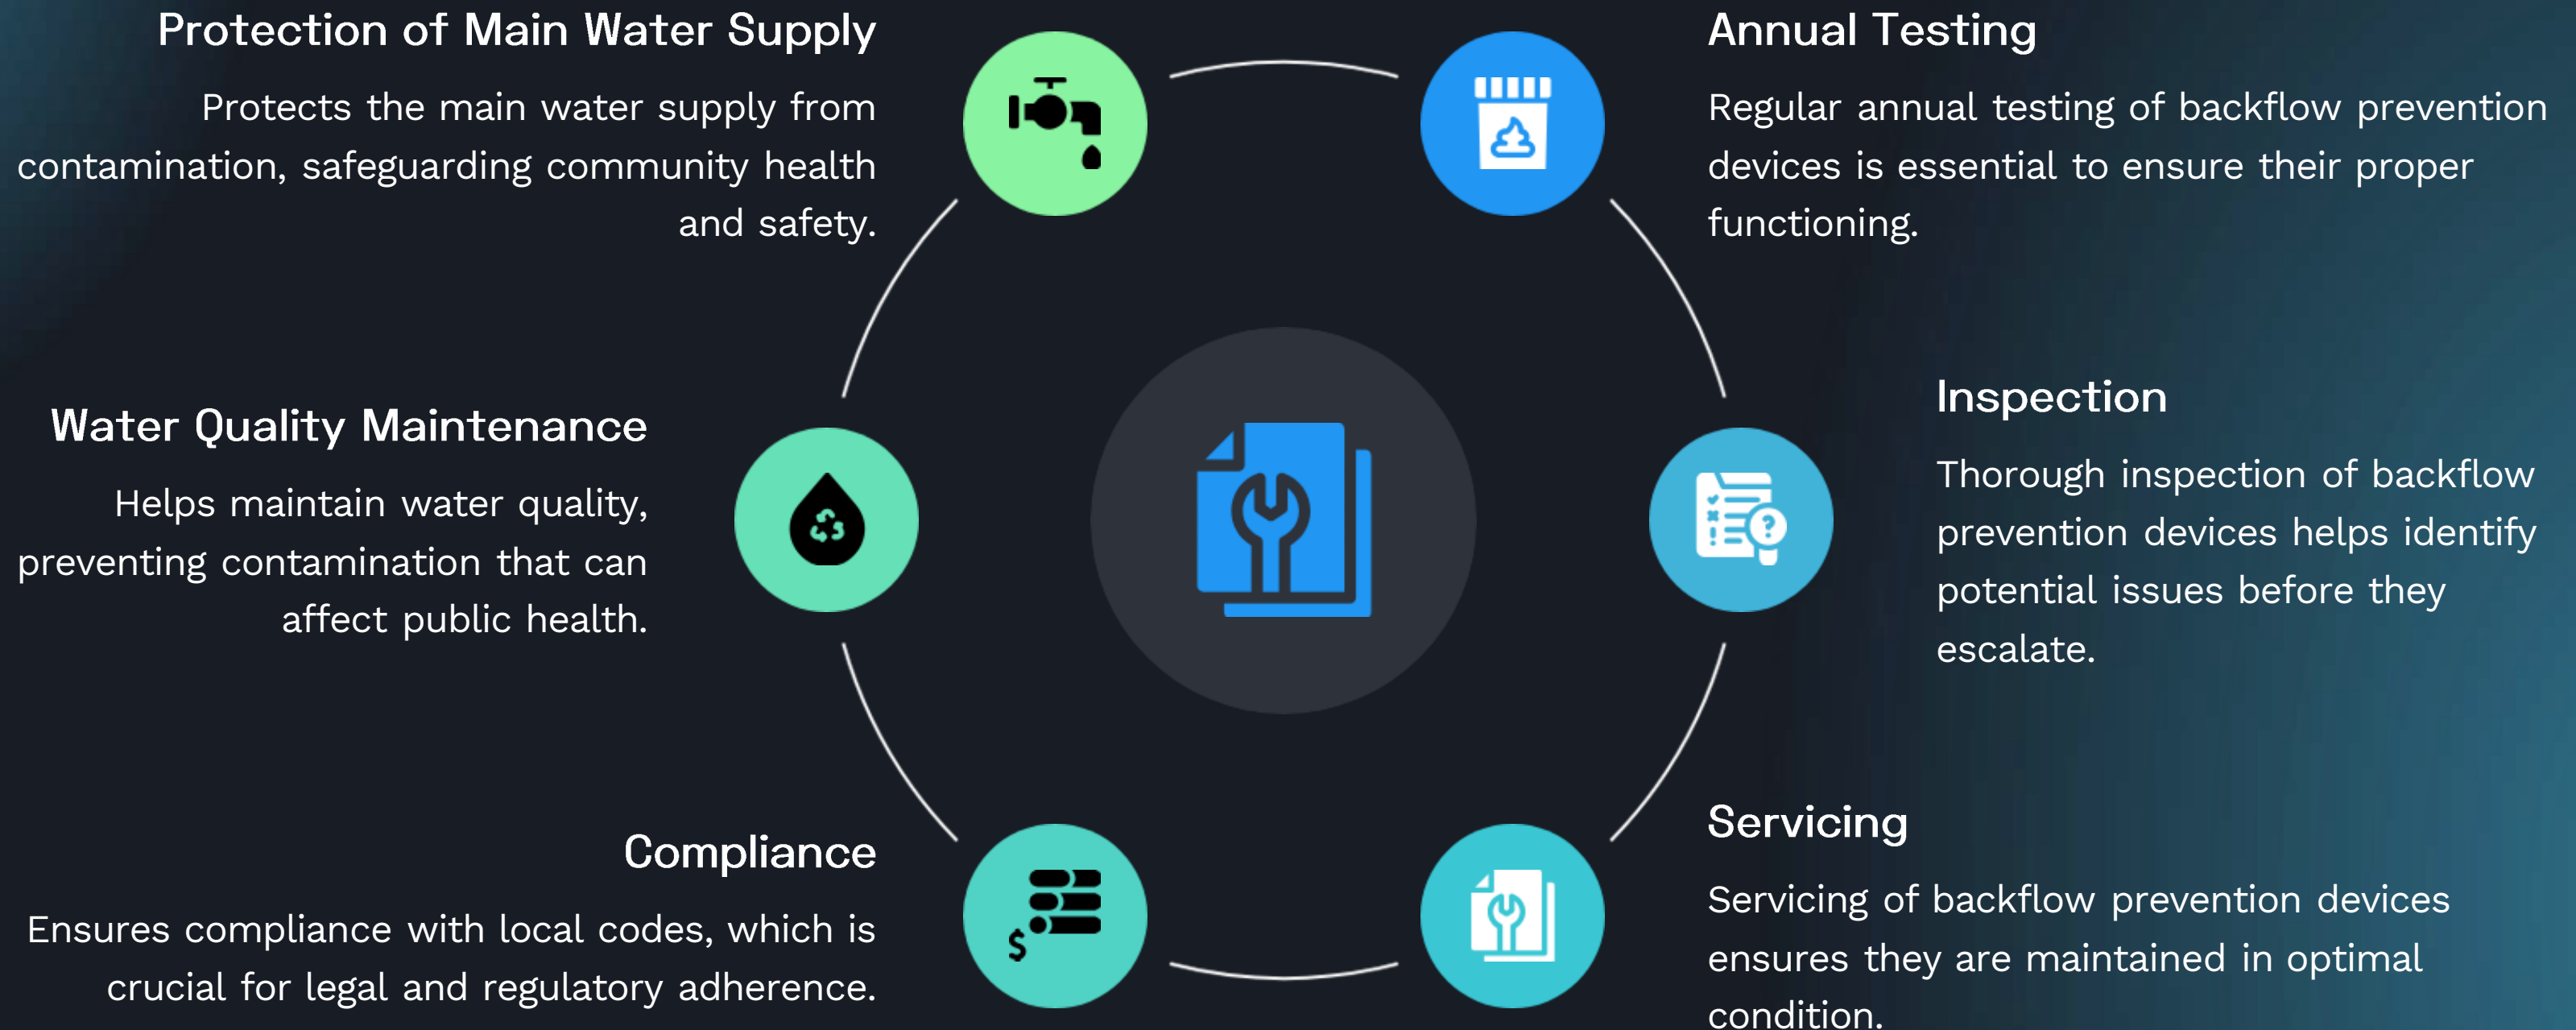 Protection of Main Water Supply
Protects the main water supply from
contamination, safeguarding community health
and safety.
Annual Testing
Regular annual testing of backflow prevention
devices is essential to ensure their proper
functioning.
Water Quality Maintenance
Helps maintain water quality,
preventing contamination that can
affect public health.
Inspection
Thorough inspection of backflow
prevention devices helps identify
potential issues before they
escalate.
Compliance
Ensures compliance with local codes, which is
crucial for legal and regulatory adherence.
Servicing
Servicing of backflow prevention devices
ensures they are maintained in optimal
condition.